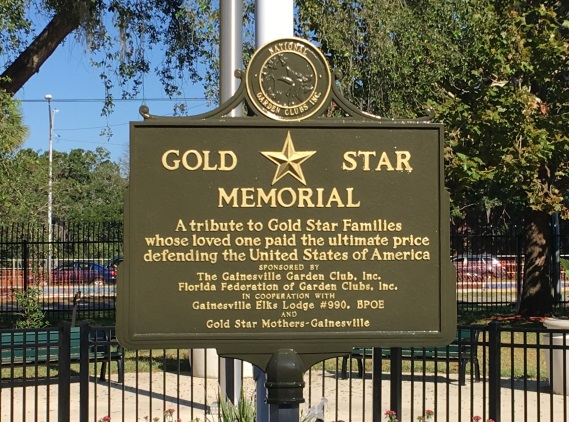 NATIONAL
GARDEN CLUBS INC.
GOLD STAR
MEMORIAL
A tribute to Gold Star Families
whose loved one paid the ultimate price
defending the United States of America
SPONSORED BY
The Gainesville Garden Club, Inc.
Florida Federation of Garden Clubs, Inc.
IN COOPERATION WITH
Gainesville Elks Lodge #990, BPOE
AND
Gold Star Mothers-Gainesville